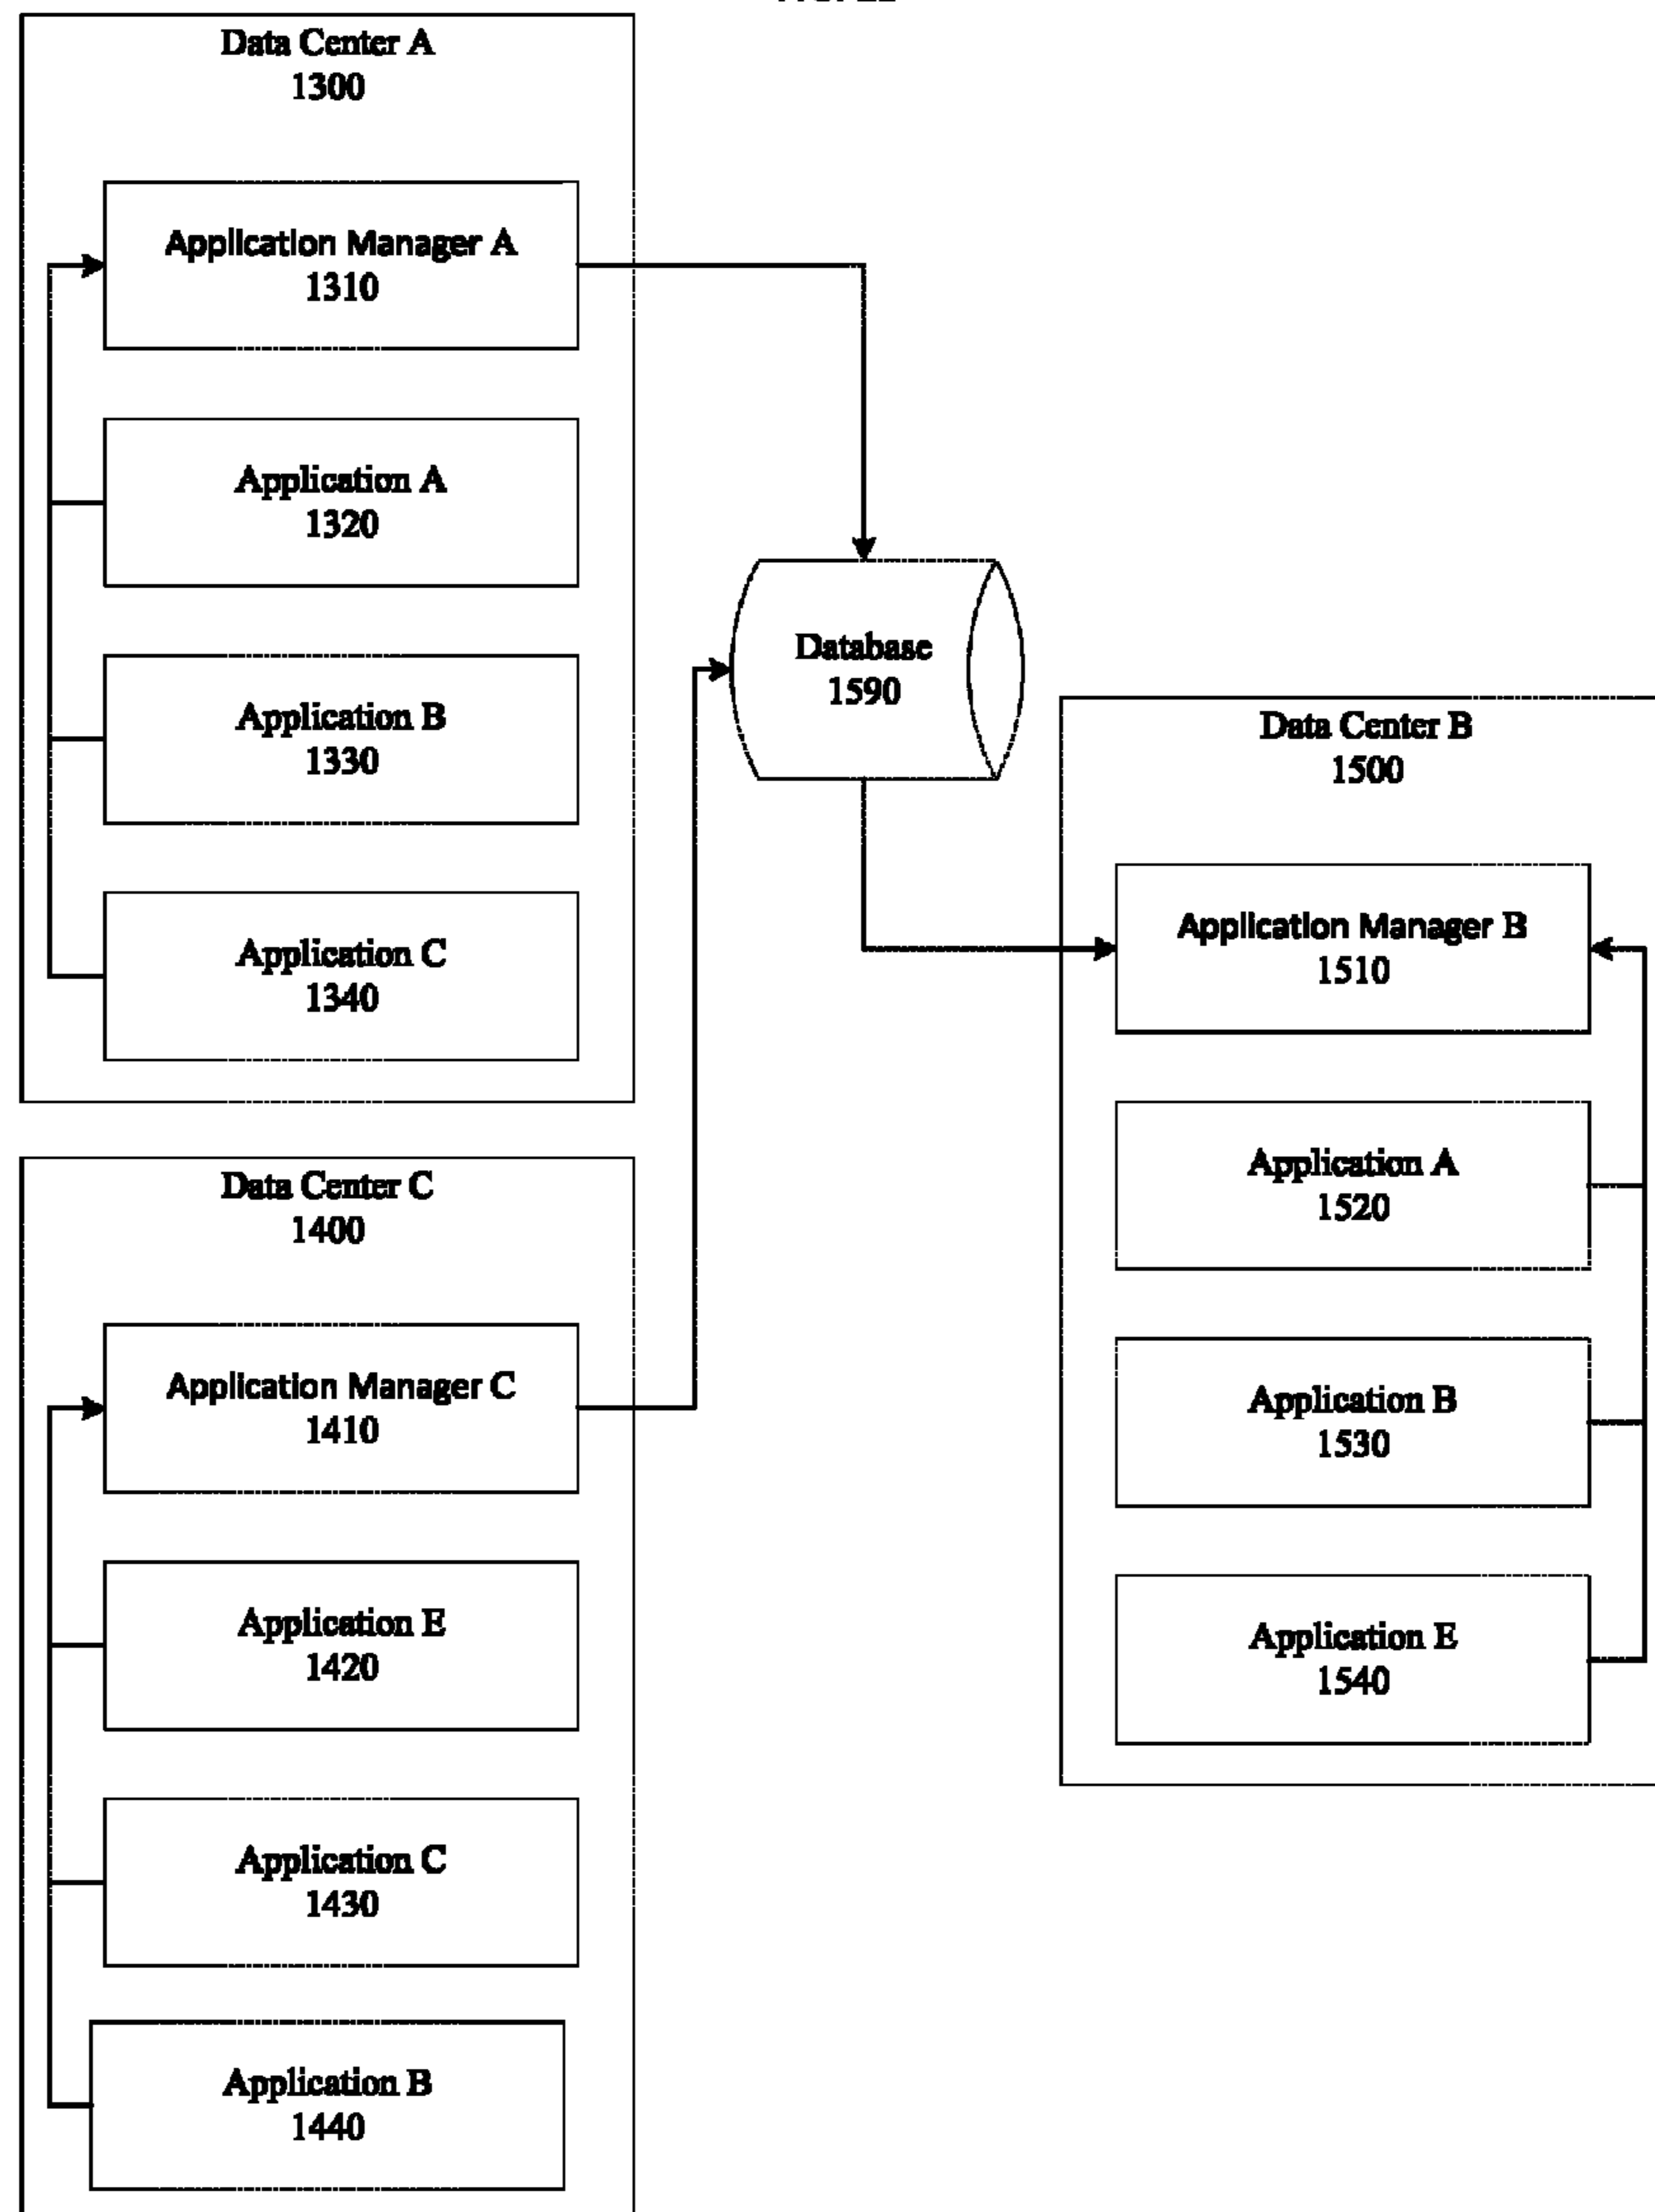 Data Center A
1300
Application Manager A
1310
Application A
1320
Application B
1330
Application C
1340
Database
1590
Data Center B
1500
Application Manager B
1510
Application A
1520
Application B
1530
Application E
1540
Data Center C
1400
Application Manager C
1410
Application E
1420
Application C
1430
Application B
1440